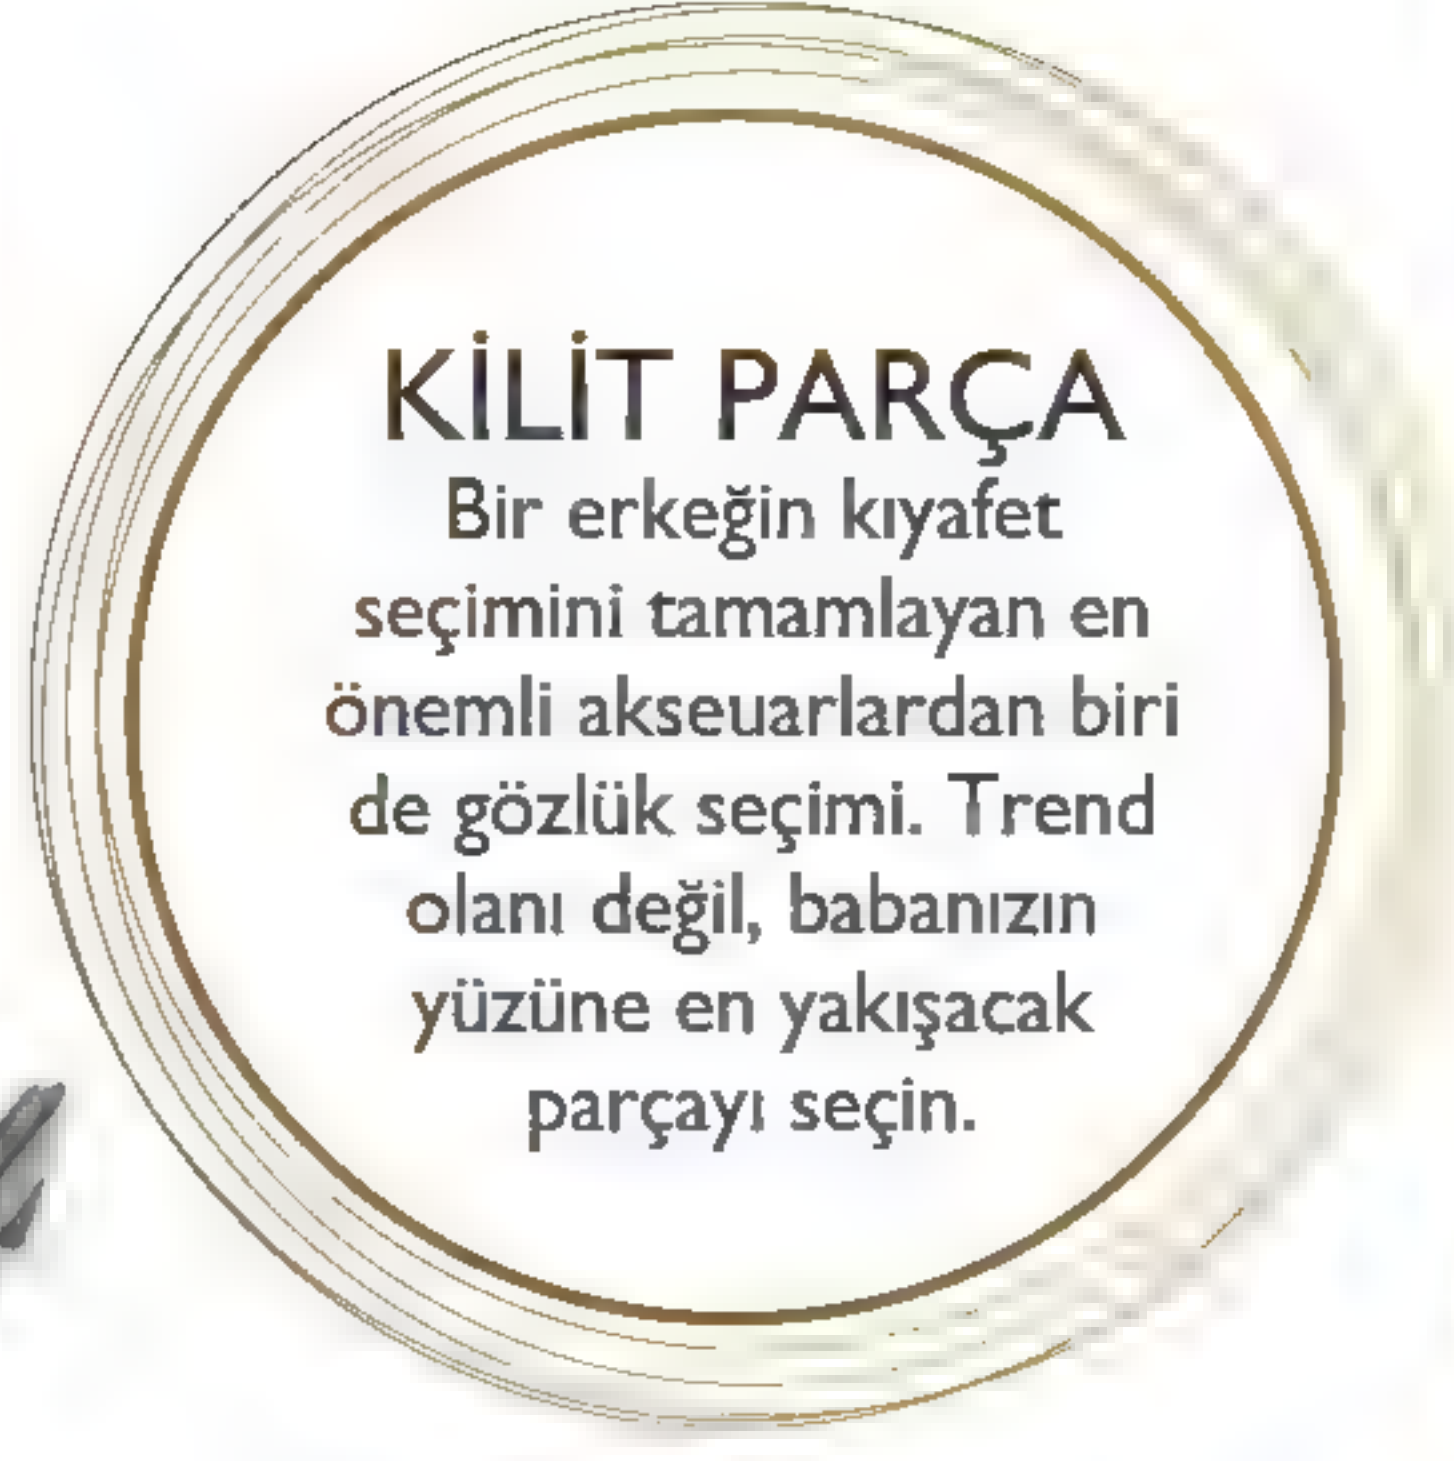 KİLİT PARÇA
Bir erkeğin kıyafet
seçimini tamamlayan en
önemli akseuarlardan biri
de gözlük seçimi. Trend
olanı değil, babanızın
yüzüne en yakışacak
parçayı seçin.